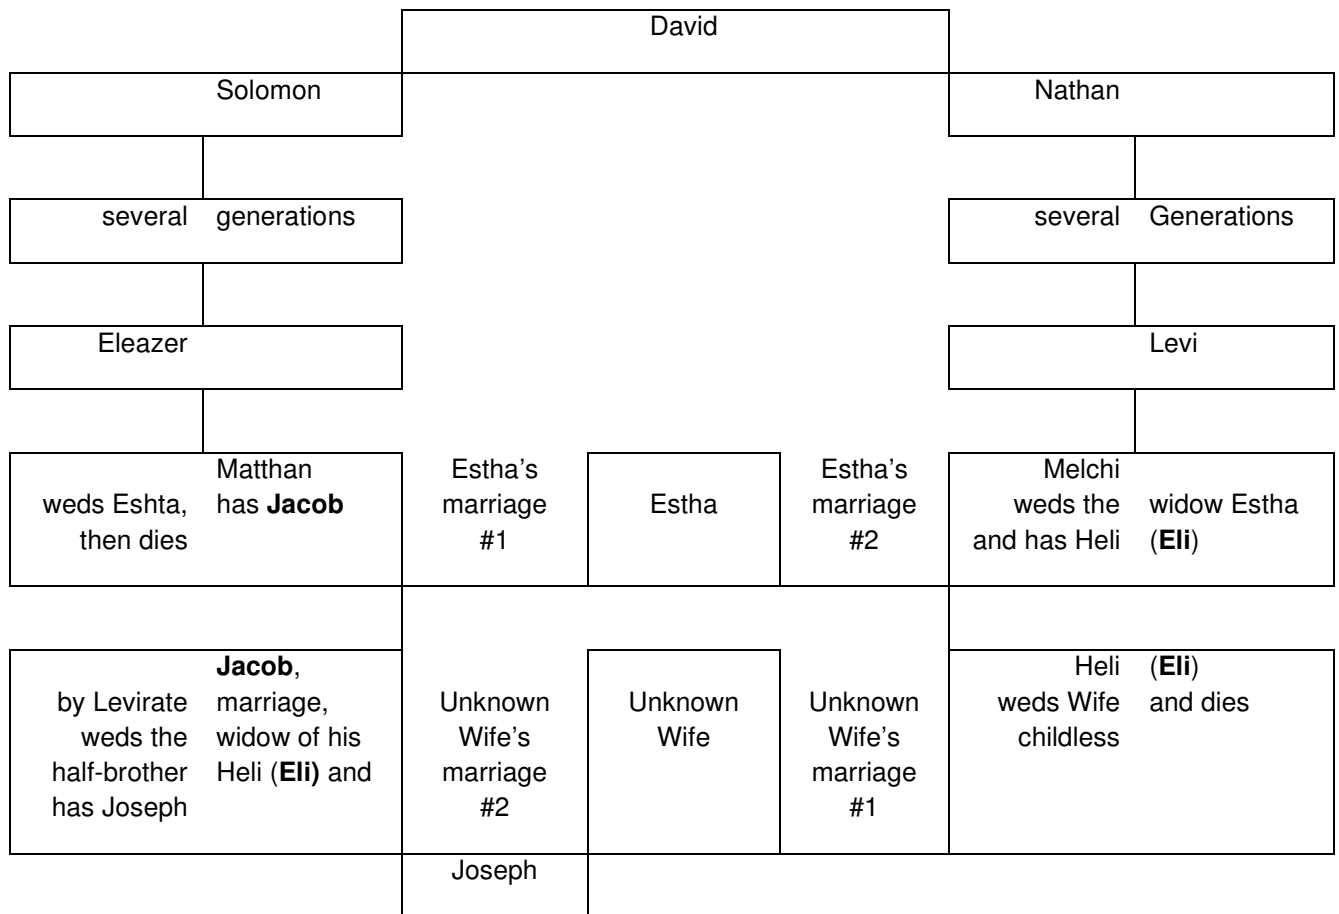 David
Solomon
Nathan
several generations
several Generations
Eleazer
Levi
Matthan
weds Eshta, has Jacob
then dies
Estha’s
marriage
#1
Estha
Estha’s
marriage
#2
Melchi
weds the widow Estha
and has Heli (Eli)
Jacob,
by Levirate marriage,
weds the widow of his
half-brother Heli (Eli) and
has Joseph
Unknown
Wife’s
marriage
#2
Unknown
Wife
Unknown
Wife’s
marriage
#1
Heli (Eli)
weds Wife and dies
childless
Joseph